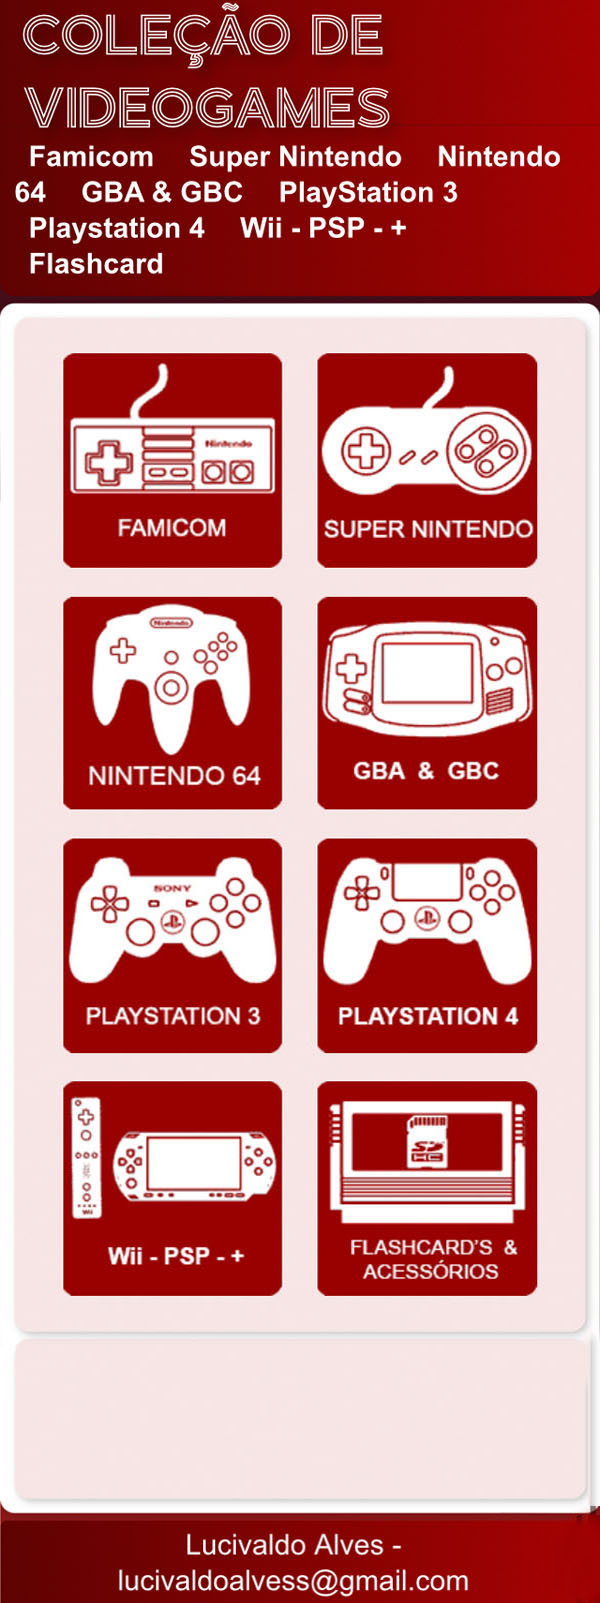 COLEÇÃO DE
VIDEOGAMES
Famicom Super Nintendo Nintendo
64 GBA & GBC PlayStation 3
Playstation 4 Wii - PSP - +
Flashcard
Nintendo
FAMICOM
SUPER NINTENDO
Nintendo
NINTENDO 64
GBA & GBC
SONY
PLAYSTATION 3
PLAYSTATION 4
Wii
Wii - PSP - +
SD
HC
FLASHCARD'S &
ACESSÓRIOS
Lucivaldo Alves -
lucivaldoalvess@gmail.com